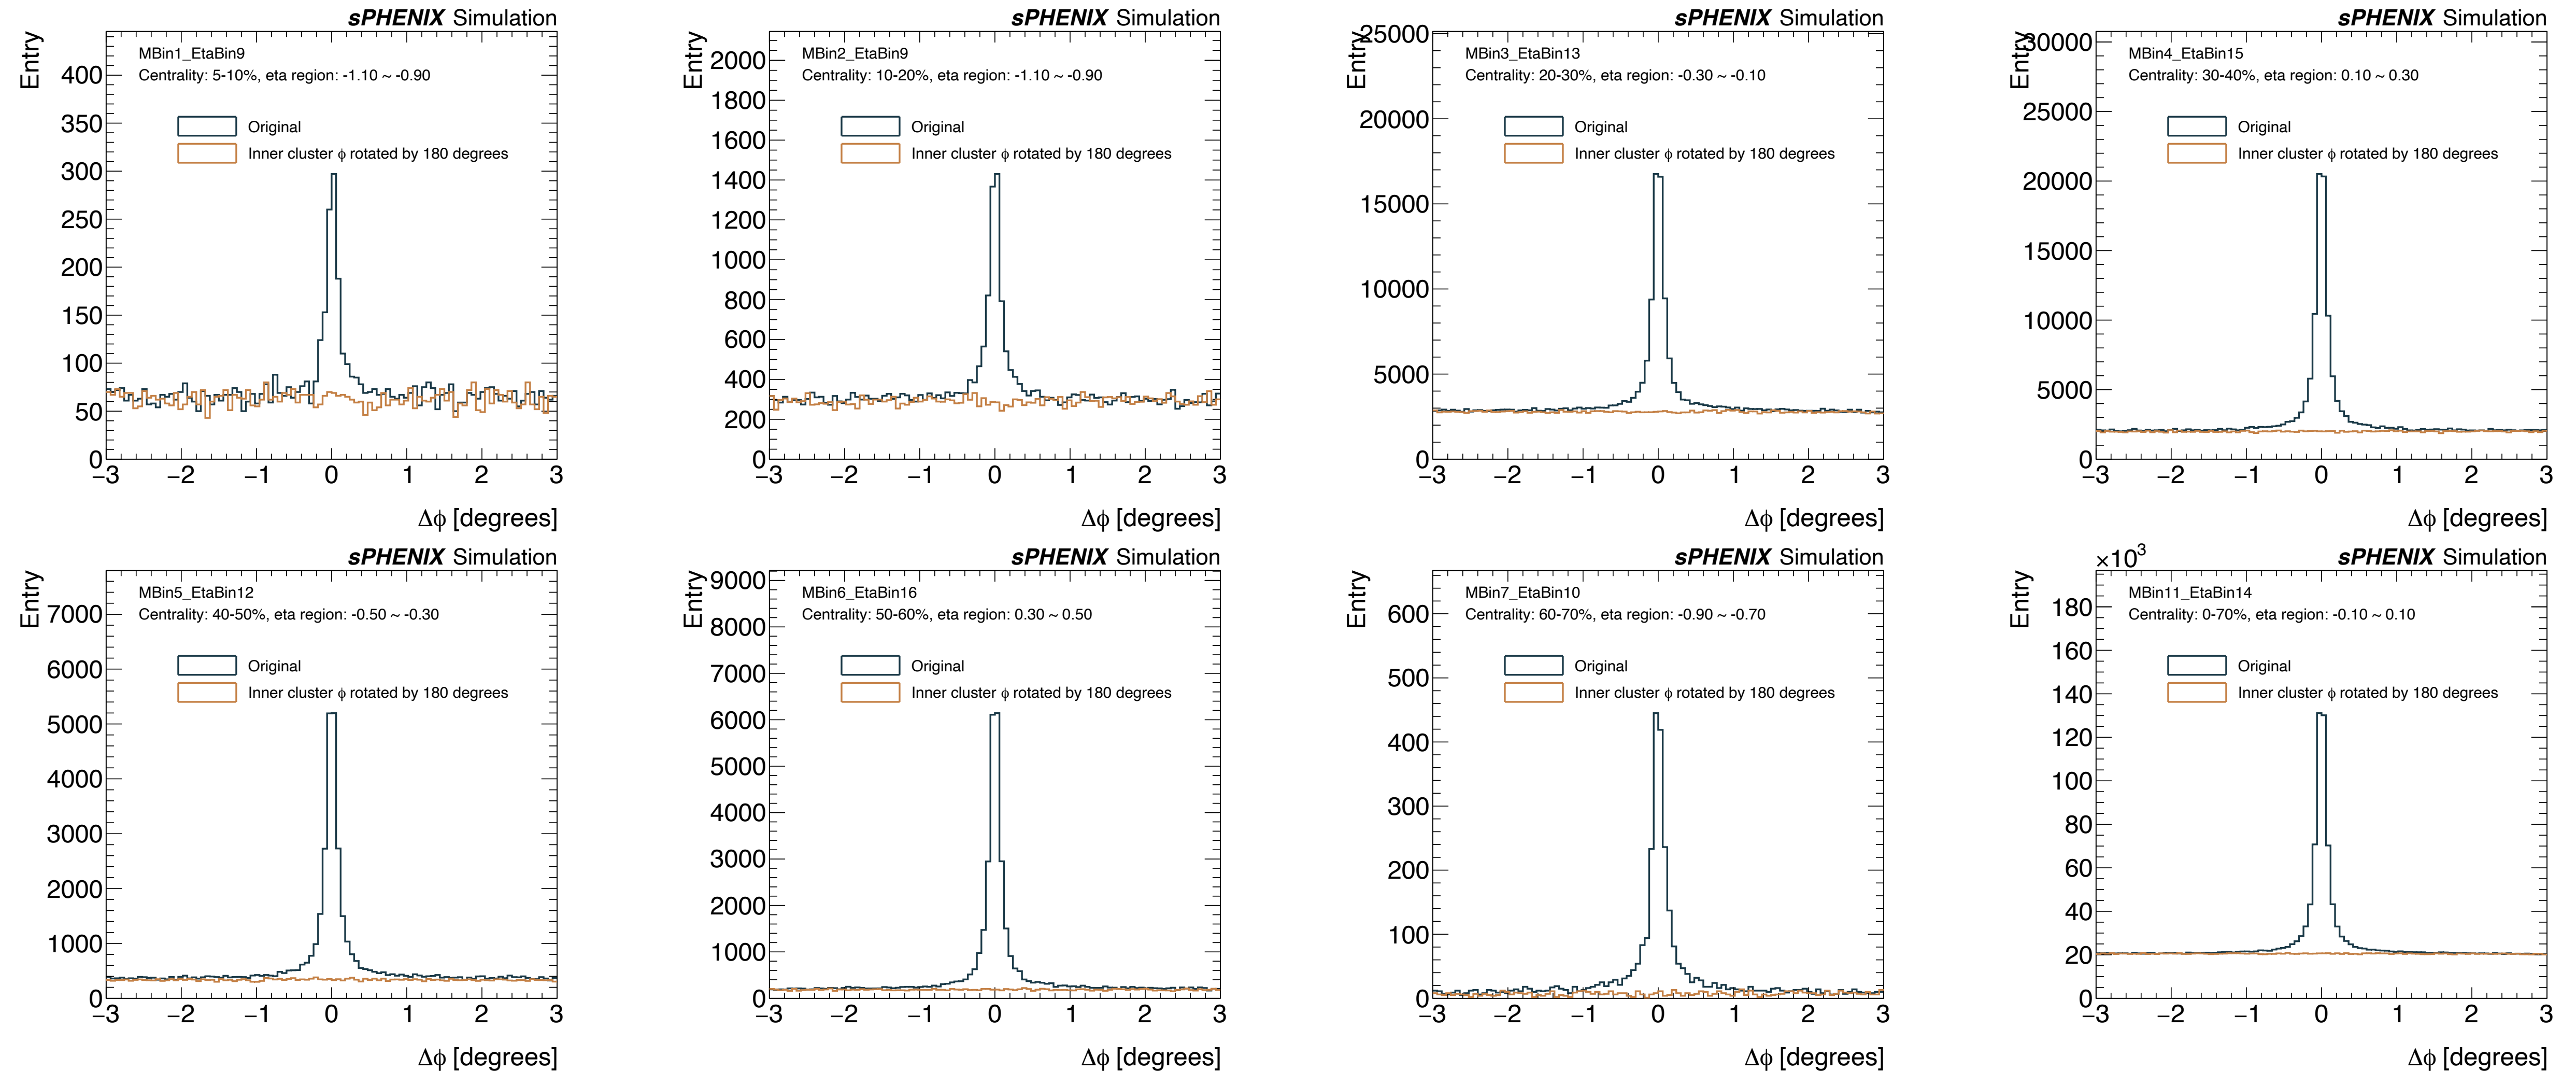 sPHENIX Simulation
Entry
MBin1_EtaBin9
Centrality: 5-10%, eta region: -1.10 ~ -0.90
Original
Inner cluster ϕ rotated by 180 degrees
400
350
300
250
200
150
100
50
0
−3 −2 −1 0 1 2 3
Δϕ [degrees]
sPHENIX Simulation
Entry
MBin2_EtaBin9
Centrality: 10-20%, eta region: -1.10 ~ -0.90
Original
Inner cluster ϕ rotated by 180 degrees
2000
1800
1600
1400
1200
1000
800
600
400
200
0
−3 −2 −1 0 1 2 3
Δϕ [degrees]
sPHENIX Simulation
Entry
MBin3_EtaBin13
Centrality: 20-30%, eta region: -0.30 ~ -0.10
Original
Inner cluster ϕ rotated by 180 degrees
25000
20000
15000
10000
5000
0
−3 −2 −1 0 1 2 3
Δϕ [degrees]
sPHENIX Simulation
Entry
MBin4_EtaBin15
Centrality: 30-40%, eta region: 0.10 ~ 0.30
Original
Inner cluster ϕ rotated by 180 degrees
30000
25000
20000
15000
10000
5000
0
−3 −2 −1 0 1 2 3
Δϕ [degrees]
sPHENIX Simulation
Entry
MBin5_EtaBin12
Centrality: 40-50%, eta region: -0.50 ~ -0.30
Original
Inner cluster ϕ rotated by 180 degrees
7000
6000
5000
4000
3000
2000
1000
0
−3 −2 −1 0 1 2 3
Δϕ [degrees]
sPHENIX Simulation
Entry
MBin6_EtaBin16
Centrality: 50-60%, eta region: 0.30 ~ 0.50
Original
Inner cluster ϕ rotated by 180 degrees
9000
8000
7000
6000
5000
4000
3000
2000
1000
0
−3 −2 −1 0 1 2 3
Δϕ [degrees]
sPHENIX Simulation
Entry
MBin7_EtaBin10
Centrality: 60-70%, eta region: -0.90 ~ -0.70
Original
Inner cluster ϕ rotated by 180 degrees
600
500
400
300
200
100
0
−3 −2 −1 0 1 2 3
Δϕ [degrees]
×10³ sPHENIX Simulation
Entry
MBin11_EtaBin14
Centrality: 0-70%, eta region: -0.10 ~ 0.10
Original
Inner cluster ϕ rotated by 180 degrees
180
160
140
120
100
80
60
40
20
0
−3 −2 −1 0 1 2 3
Δϕ [degrees]